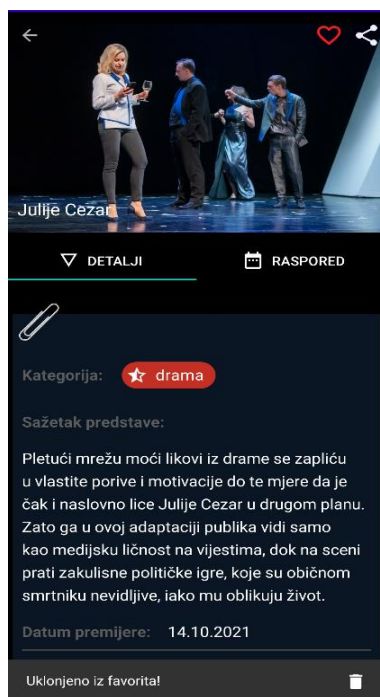 Julije Cezar
DETALJI
RASPORED
Kategorija:
drama
Sažetak predstave:
Pletući mrežu moći likovi iz drame se zapliću
u vlastite porive i motivacije do te mjere da je
čak i naslovno lice Julije Cezar u drugom planu.
Zato ga u ovoj adaptaciji publika vidi samo
kao medijsku ličnost na vijestima, dok na sceni
prati zakulisne političke igre, koje su običnom
smrtniku nevidljive, iako mu oblikuju život.
Datum premijere: 14.10.2021
Uklonjeno iz favorita!